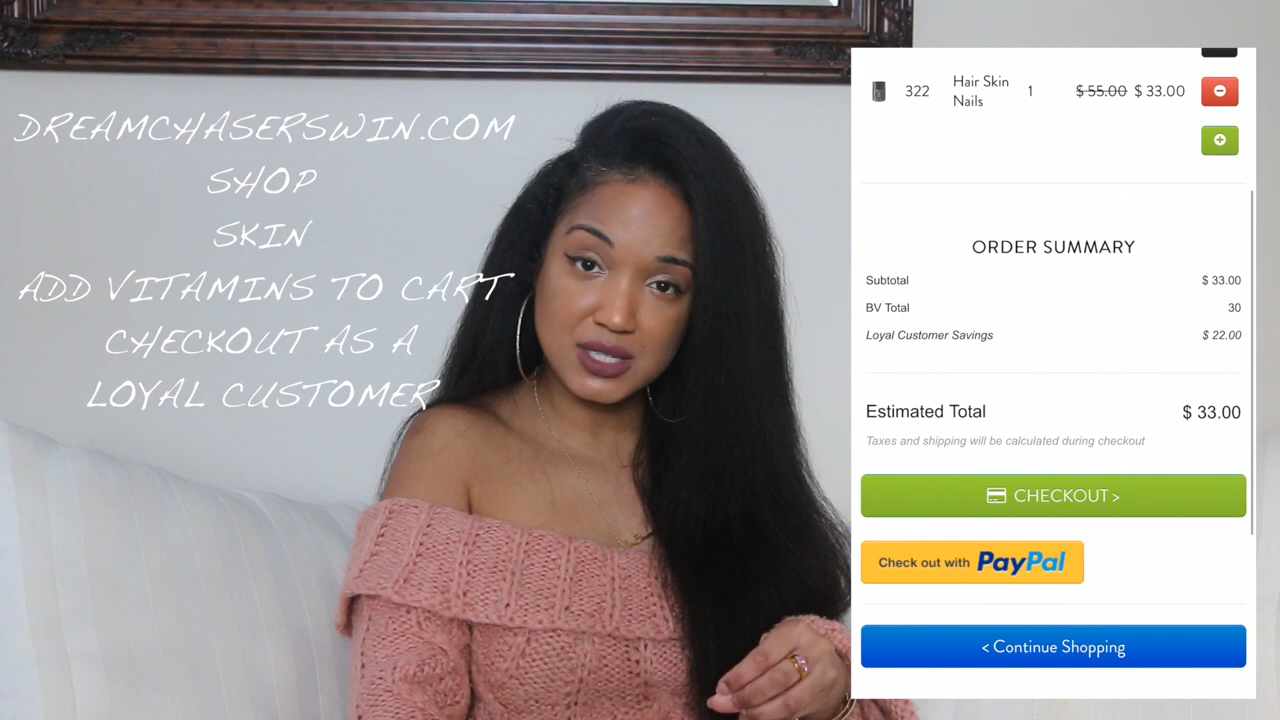 DREAMCHASERSWIN.COM
SHOP
SKIN
ADD VITAMINS TO CART
CHECKOUT AS A
LOYAL CUSTOMER
322 Hair Skin Nails 1 $ 55.00 $ 33.00
ORDER SUMMARY
Subtotal $ 33.00
BV Total 30
Loyal Customer Savings $ 22.00
Estimated Total $ 33.00
Taxes and shipping will be calculated during checkout
CHECKOUT >
Check out with PayPal
< Continue Shopping